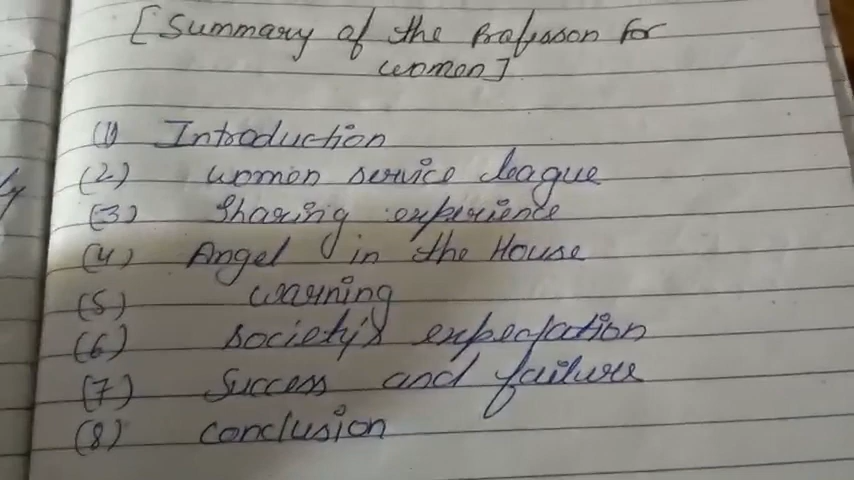 [Summary of the Profession for
women]
(1) Introduction
(2) women service league
(3) Sharing experience
(4) Angel in the House
(5) warning
(6) society's expectation
(7) Success and failure
(8) conclusion